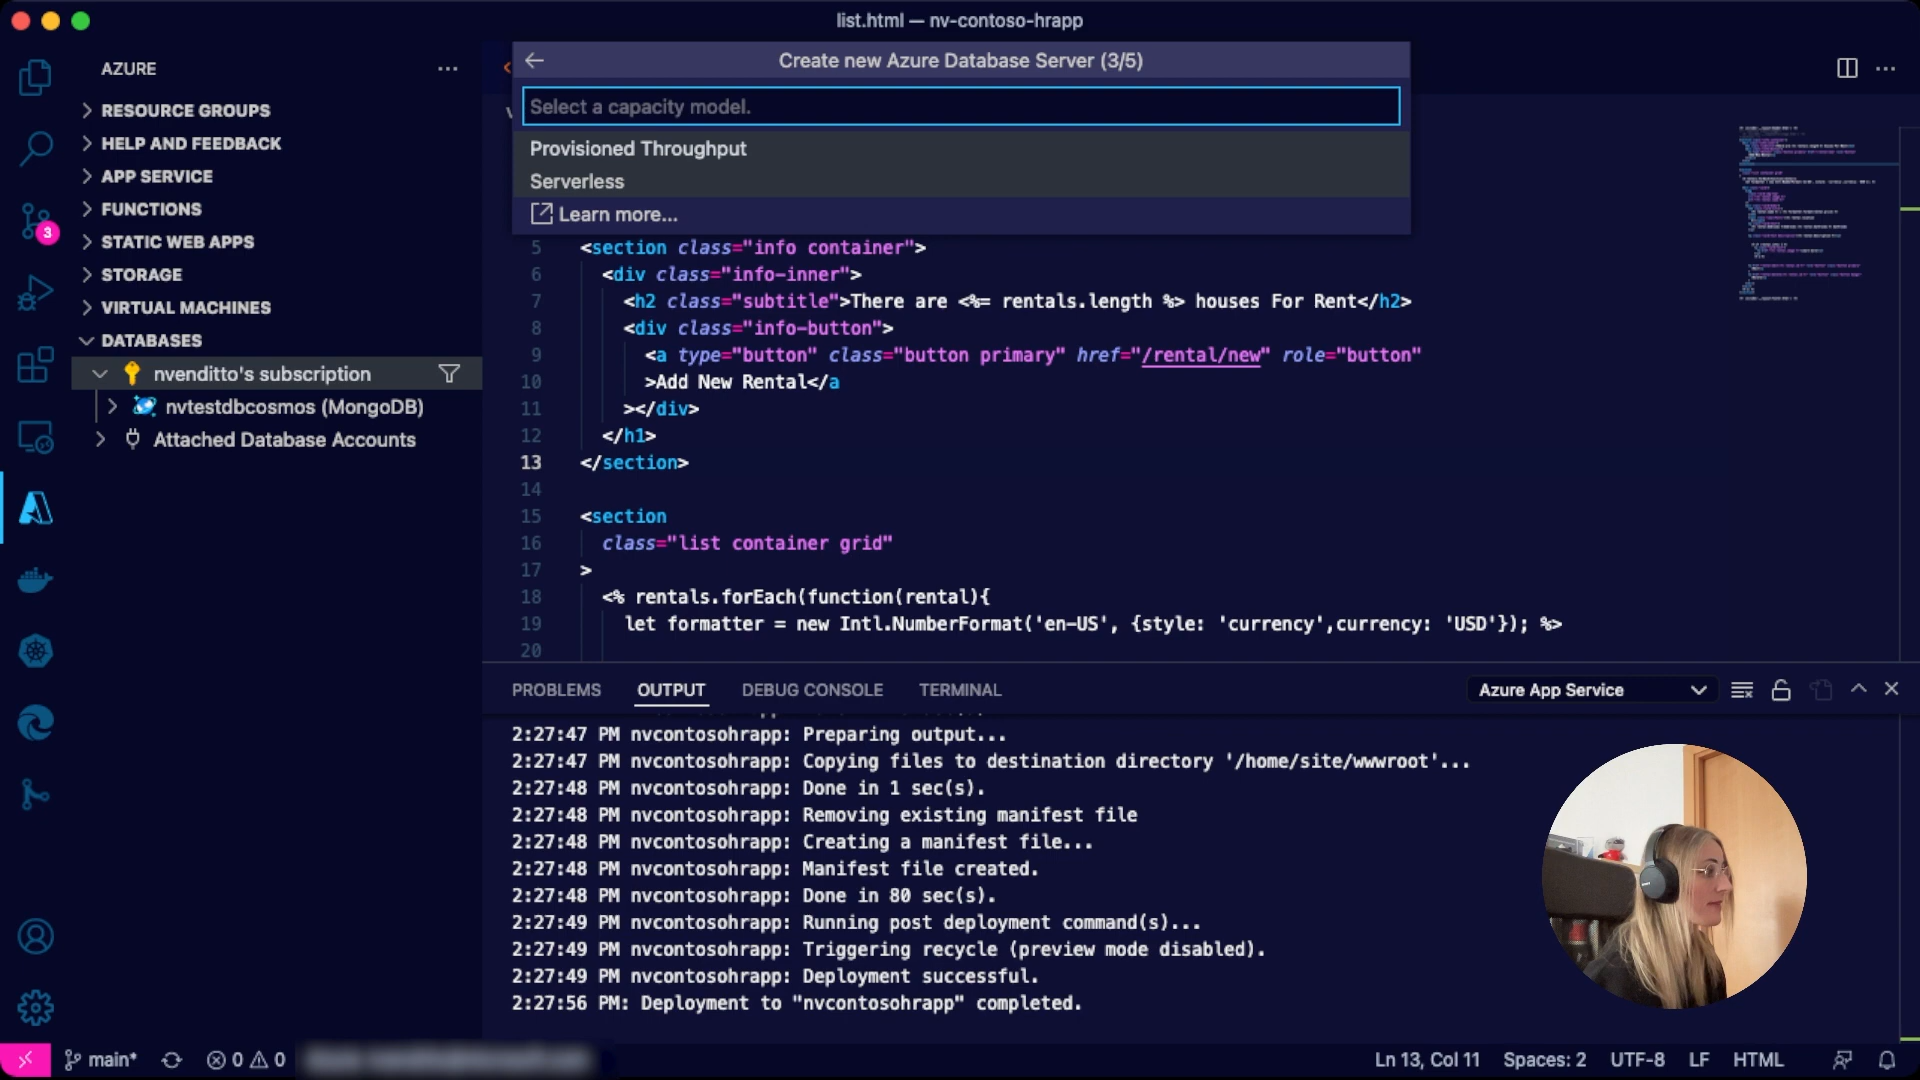 list.html — nv-contoso-hrapp
AZURE
RESOURCE GROUPS
HELP AND FEEDBACK
APP SERVICE
FUNCTIONS
STATIC WEB APPS
STORAGE
VIRTUAL MACHINES
DATABASES
nvenditto's subscription
nvtestdbcosmos (MongoDB)
Attached Database Accounts
3
Create new Azure Database Server (3/5)
Select a capacity model.
Provisioned Throughput
Serverless
Learn more...
5 <section class="info container">
6 <div class="info-inner">
7 <h2 class="subtitle">There are <%= rentals.length %> houses For Rent</h2>
8 <div class="info-button">
9 <a type="button" class="button primary" href="/rental/new" role="button"
10 >Add New Rental</a
11 ></div>
12 </h1>
13 </section>
14
15 <section
16 class="list container grid"
17 >
18 <% rentals.forEach(function(rental){
19 let formatter = new Intl.NumberFormat('en-US', {style: 'currency',currency: 'USD'}); %>
20
PROBLEMS OUTPUT DEBUG CONSOLE TERMINAL Azure App Service
2:27:47 PM nvcontosohrapp: Preparing output...
2:27:47 PM nvcontosohrapp: Copying files to destination directory '/home/site/wwwroot'...
2:27:48 PM nvcontosohrapp: Done in 1 sec(s).
2:27:48 PM nvcontosohrapp: Removing existing manifest file
2:27:48 PM nvcontosohrapp: Creating a manifest file...
2:27:48 PM nvcontosohrapp: Manifest file created.
2:27:48 PM nvcontosohrapp: Done in 80 sec(s).
2:27:49 PM nvcontosohrapp: Running post deployment command(s)...
2:27:49 PM nvcontosohrapp: Triggering recycle (preview mode disabled).
2:27:49 PM nvcontosohrapp: Deployment successful.
2:27:56 PM: Deployment to "nvcontosohrapp" completed.
main* 0 0 Ln 13, Col 11 Spaces: 2 UTF-8 LF HTML